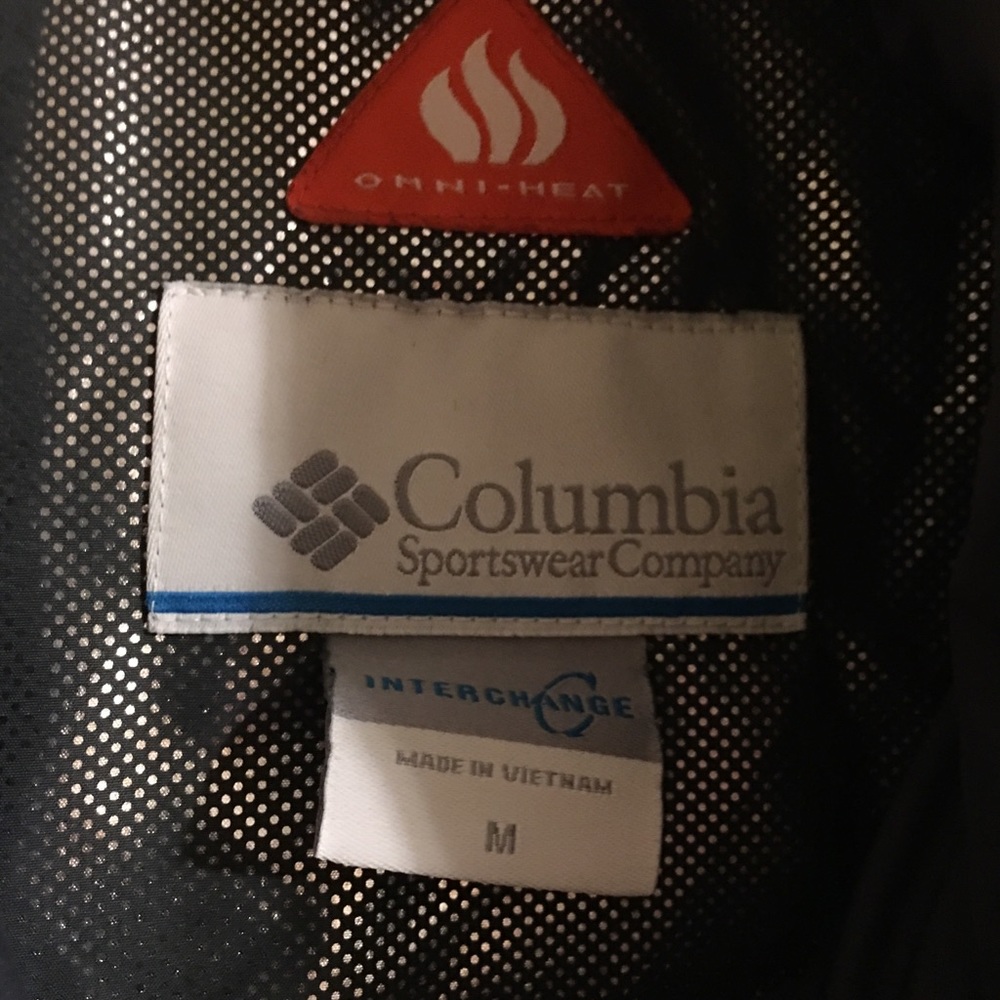 OMNI-HEAT
Columbia
Sportswear Company
INTERCHANGE
MADE IN VIETNAM
M